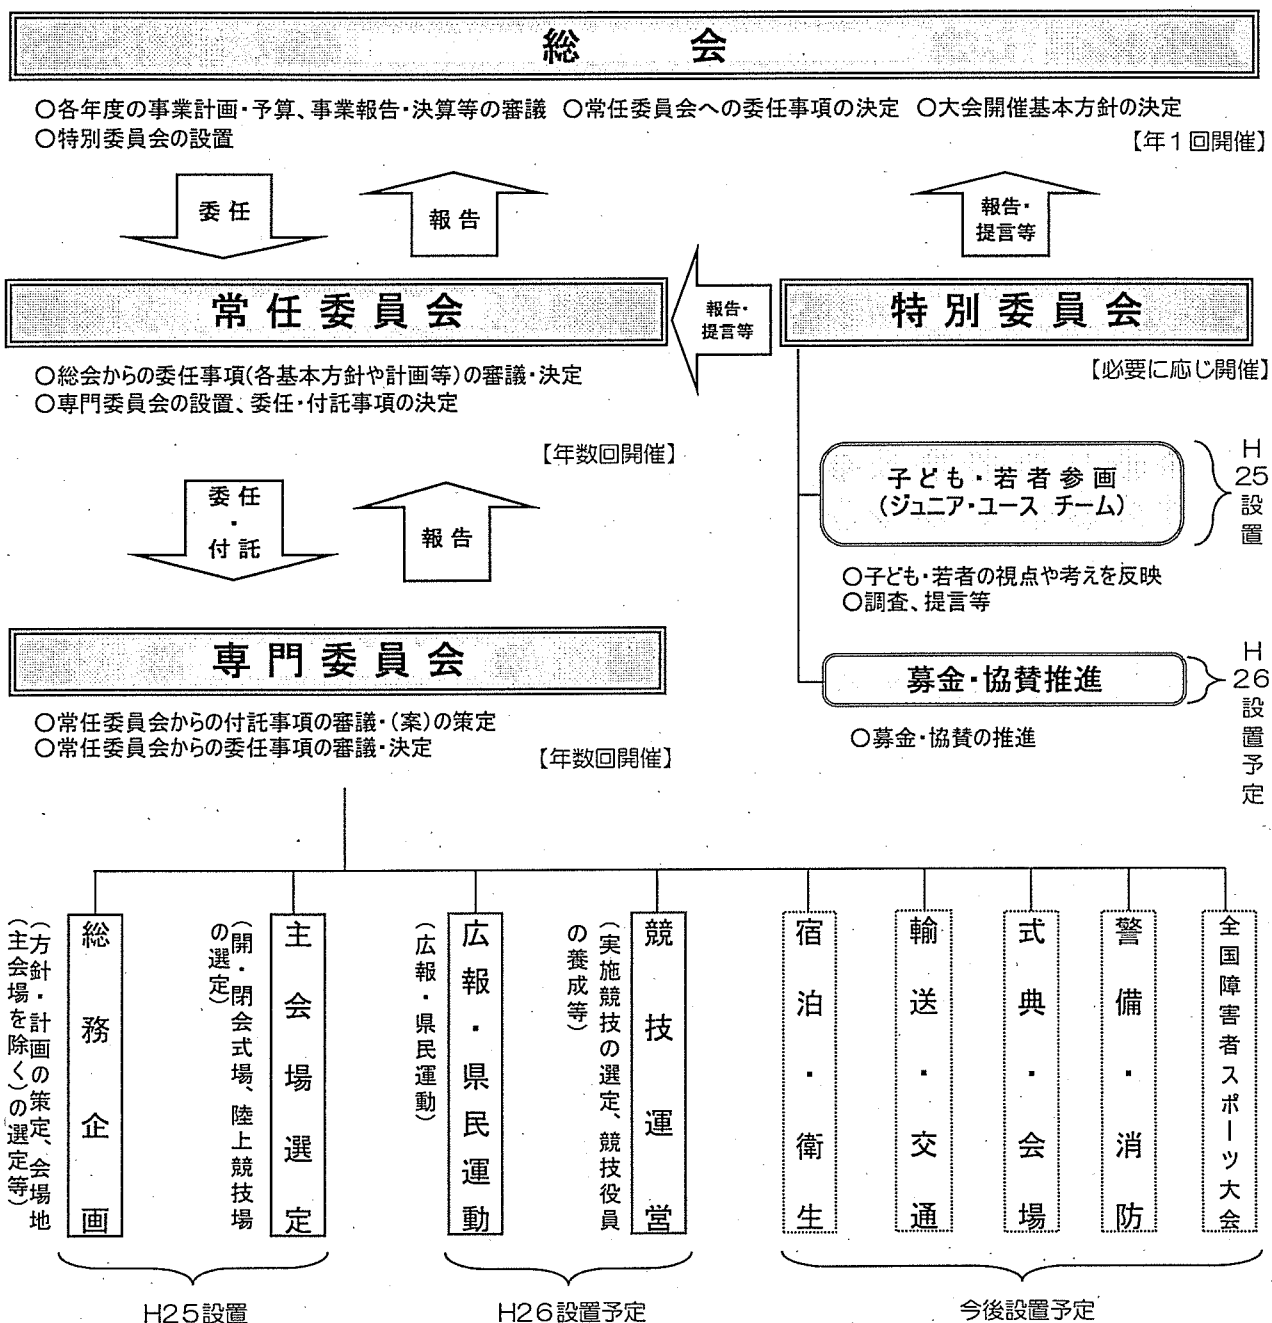 総会
○各年度の事業計画・予算、事業報告・決算等の審議 ○常任委員会への委任事項の決定 ○大会開催基本方針の決定
○特別委員会の設置
【年1回開催】
委任
報告
報告・
提言等
常任委員会
報告・
提言等
特別委員会
○総会からの委任事項(各基本方針や計画等)の審議・決定
○専門委員会の設置、委任・付託事項の決定
【年数回開催】
【必要に応じ開催】
子ども・若者参画
(ジュニア・ユース チーム)
H25設置
○子ども・若者の視点や考えを反映
○調査、提言等
委任
・
付託
報告
専門委員会
○常任委員会からの付託事項の審議・(案)の策定
○常任委員会からの委任事項の審議・決定
【年数回開催】
募金・協賛推進
H26設置予定
○募金・協賛の推進
総務企画
(方針・計画の策定、会場地
(主会場を除く)の選定等)
主会場選定
(開・閉会式場、陸上競技場
の選定)
広報・県民運動
(広報・県民運動)
競技運営
(実施競技の選定、競技役員
の養成等)
宿泊・衛生
輸送・交通
式典・会場
警備・消防
全国障害者スポーツ大会
H25設置
H26設置予定
今後設置予定